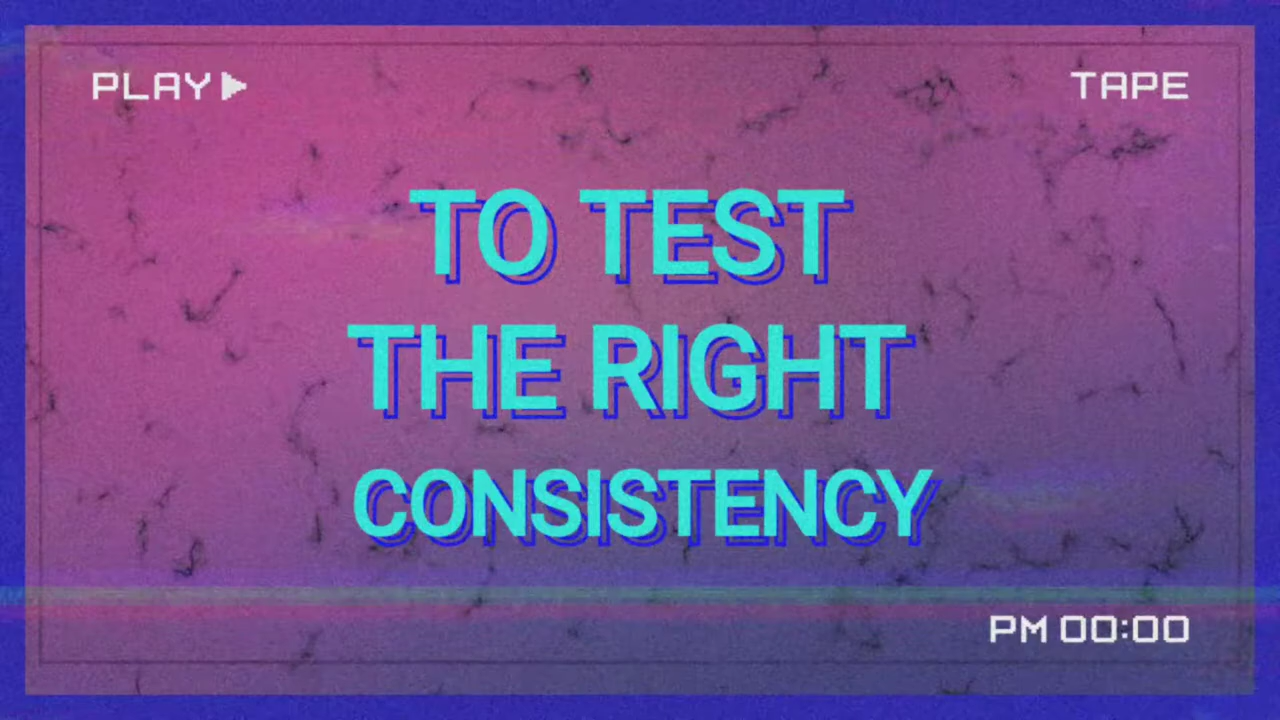 PLAY▶ TAPE
TO TEST
THE RIGHT
CONSISTENCY
PM 00:00